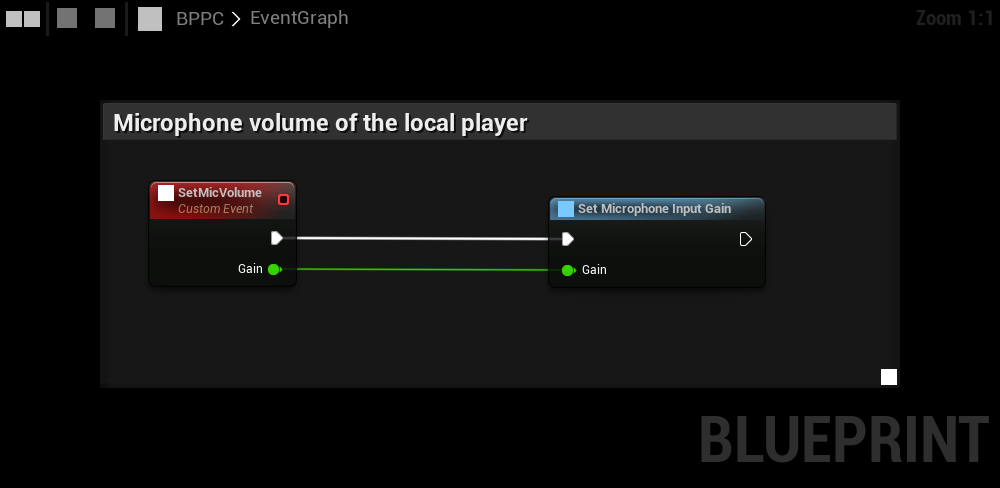 BPPC > EventGraph
Zoom 1:1
Microphone volume of the local player
SetMicVolume
Custom Event
Gain
Set Microphone Input Gain
Gain
BLUEPRINT